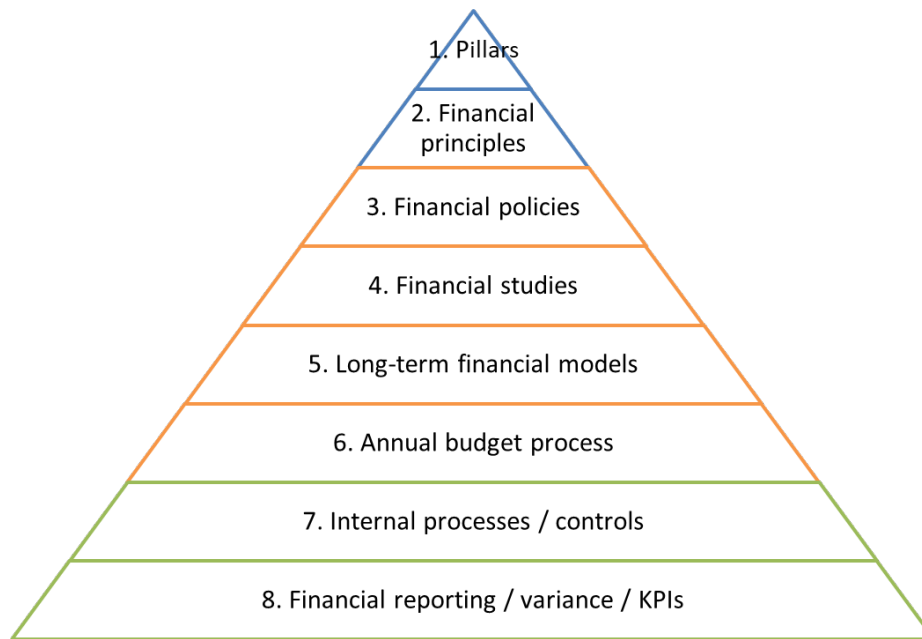 1. Pillars
2. Financial
principles
3. Financial policies
4. Financial studies
5. Long-term financial models
6. Annual budget process
7. Internal processes / controls
8. Financial reporting / variance / KPIs